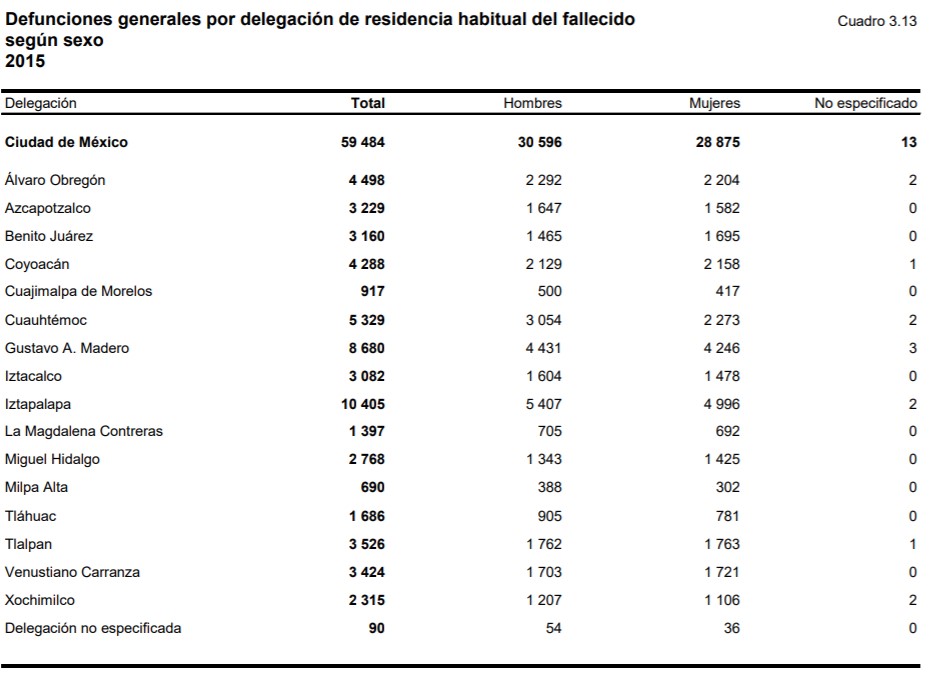 Defunciones generales por delegación de residencia habitual del fallecido Cuadro 3.13
según sexo
2015
Delegación Total Hombres Mujeres No especificado
Ciudad de México 59 484 30 596 28 875 13
Álvaro Obregón 4 498 2 292 2 204 2
Azcapotzalco 3 229 1 647 1 582 0
Benito Juárez 3 160 1 465 1 695 0
Coyoacán 4 288 2 129 2 158 1
Cuajimalpa de Morelos 917 500 417 0
Cuauhtémoc 5 329 3 054 2 273 2
Gustavo A. Madero 8 680 4 431 4 246 3
Iztacalco 3 082 1 604 1 478 0
Iztapalapa 10 405 5 407 4 996 2
La Magdalena Contreras 1 397 705 692 0
Miguel Hidalgo 2 768 1 343 1 425 0
Milpa Alta 690 388 302 0
Tláhuac 1 686 905 781 0
Tlalpan 3 526 1 762 1 763 1
Venustiano Carranza 3 424 1 703 1 721 0
Xochimilco 2 315 1 207 1 106 2
Delegación no especificada 90 54 36 0